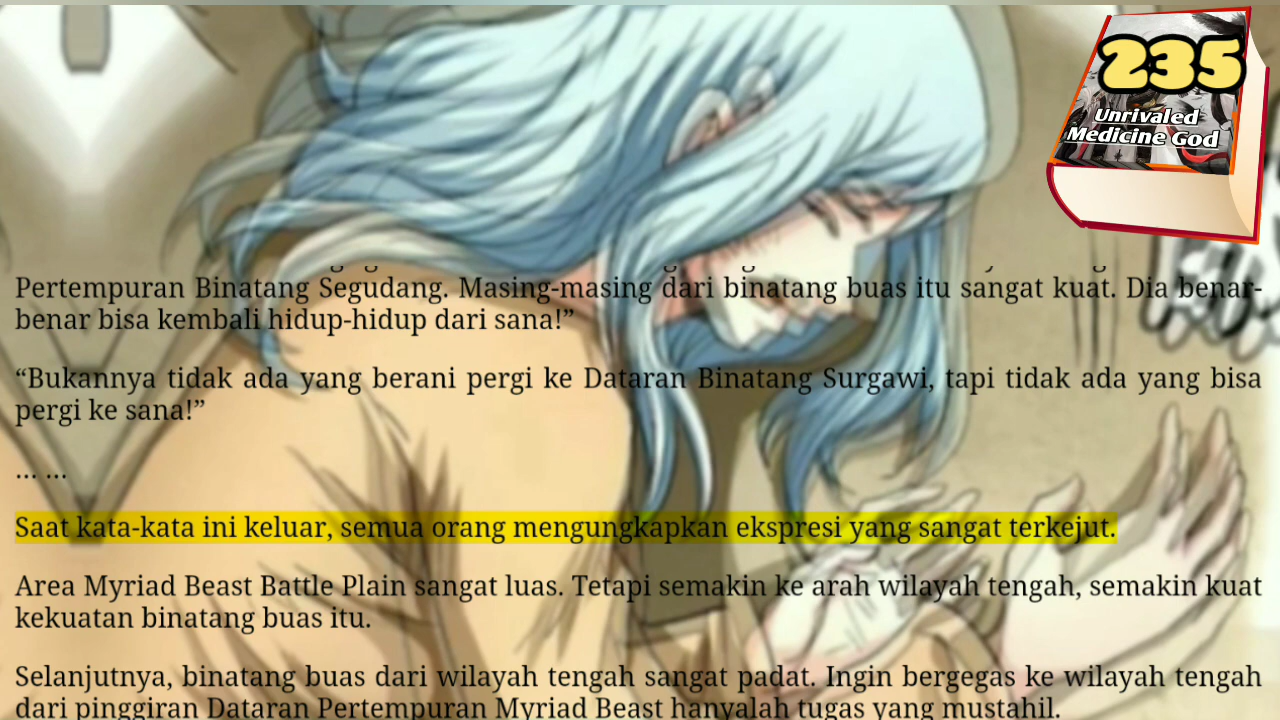 235
Unrivaled
Medicine God
Pertempuran Binatang Segudang. Masing-masing dari binatang buas itu sangat kuat. Dia benar-
benar bisa kembali hidup-hidup dari sana!”
“Bukannya tidak ada yang berani pergi ke Dataran Binatang Surgawi, tapi tidak ada yang bisa
pergi ke sana!”
... ...
Saat kata-kata ini keluar, semua orang mengungkapkan ekspresi yang sangat terkejut.
Area Myriad Beast Battle Plain sangat luas. Tetapi semakin ke arah wilayah tengah, semakin kuat
kekuatan binatang buas itu.
Selanjutnya, binatang buas dari wilayah tengah sangat padat. Ingin bergegas ke wilayah tengah
dari pinggiran Dataran Pertempuran Myriad Beast hanyalah tugas yang mustahil.